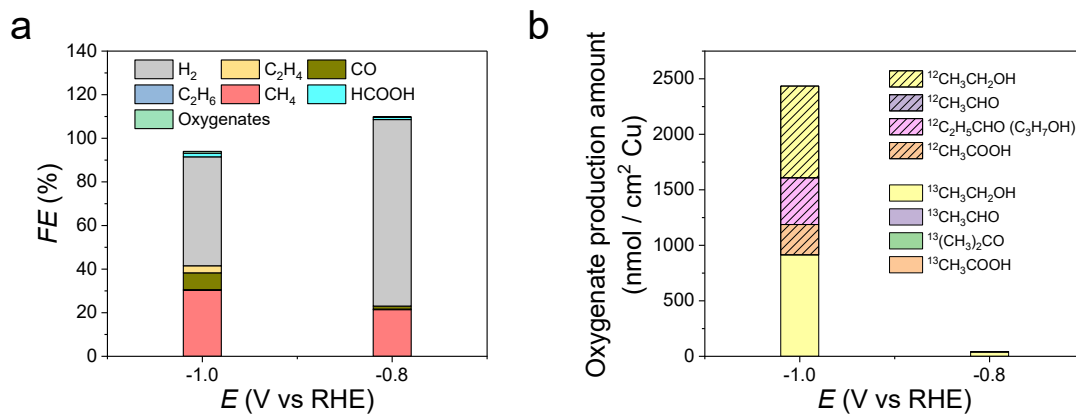 a
FE (%)
140
120
100
80
60
40
20
0
H₂
C₂H₄
CO
C₂H₆
CH₄
HCOOH
Oxygenates
-1.0
-0.8
E (V vs RHE)
b
Oxygenate production amount
(nmol / cm² Cu)
2500
2000
1500
1000
500
0
¹²CH₃CH₂OH
¹²CH₃CHO
¹²C₂H₅CHO (C₃H₇OH)
¹²CH₃COOH
¹³CH₃CH₂OH
¹³CH₃CHO
¹³(CH₃)₂CO
¹³CH₃COOH
-1.0
-0.8
E (V vs RHE)